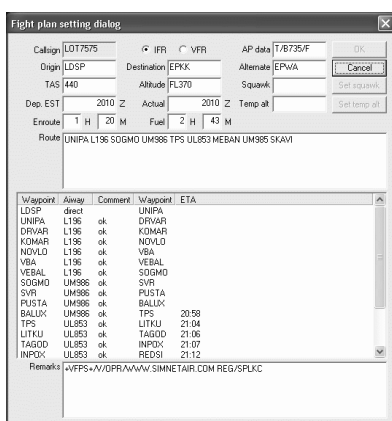 Fight plan setting dialog
Callsign LOT7575 IFR VFR AP data T/B735/F OK
Origin LDSP Destination EPKK Alternate EPWA Cancel
TAS 440 Altitude FL370 Squawk Set squawk
Dep. EST 2010 Z Actual 2010 Z Temp alt Set temp alt
Enroute 1 H 20 M Fuel 2 H 43 M
Route UNIPA L196 SOGMO UM986 TPS UL853 MEBAN UM985 SKAVI
Waypoint Aiway Comment Waypoint ETA
LDSP direct UNIPA
UNIPA L196 ok DRVAR
DRVAR L196 ok KOMAR
KOMAR L196 ok NOVLO
NOVLO L196 ok VBA
VBA L196 ok VEBAL
VEBAL L196 ok SOGMO
SOGMO UM986 ok SVR
SVR UM986 ok PUSTA
PUSTA UM986 ok BALUX
BALUX UM986 ok TPS 20:58
TPS UL853 ok LITKU 21:04
LITKU UL853 ok TAGOD 21:06
TAGOD UL853 ok INPOX 21:07
INPOX UL853 ok REDSI 21:12
Remarks +VFPS+/V/OPR/WWW.SIMNETAIR.COM REG/SPLKC